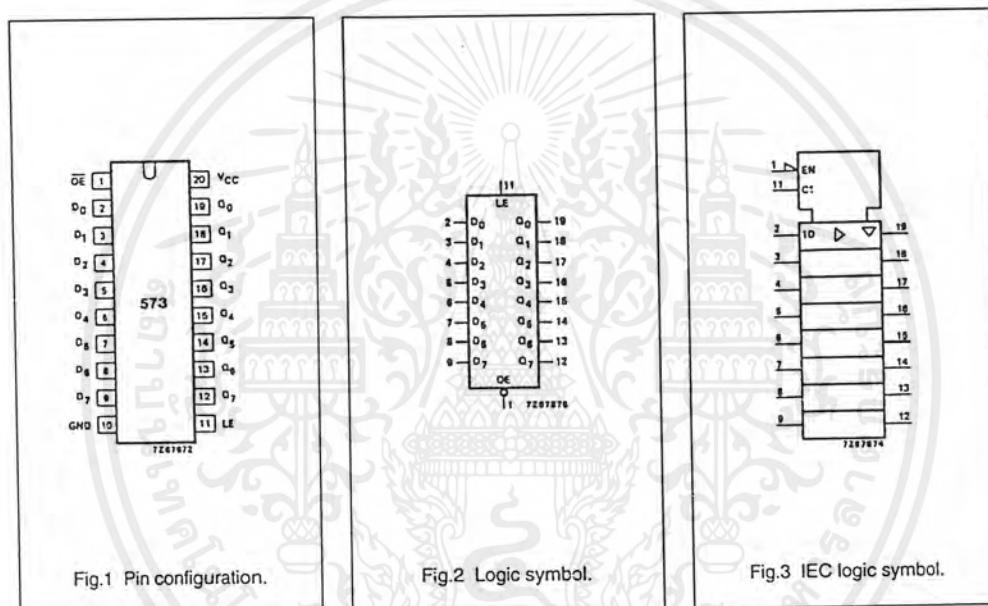 OE 1
D0 2
D1 3
D2 4
D3 5
D4 6
D5 7
D6 8
D7 9
GND 10
573
20 VCC
19 Q0
18 Q1
17 Q2
16 Q3
15 Q4
14 Q5
13 Q6
12 Q7
11 LE
7Z67672
Fig.1 Pin configuration.
11
LE
2 D0 Q0 19
3 D1 Q1 18
4 D2 Q2 17
5 D3 Q3 16
6 D4 Q4 15
7 D5 Q5 14
8 D6 Q6 13
9 D7 Q7 12
OE
1
Fig.2 Logic symbol.
1 EN
11 C1
2 1D 19
3 18
4 17
5 16
6 15
7 14
8 13
9 12
Fig.3 IEC logic symbol.